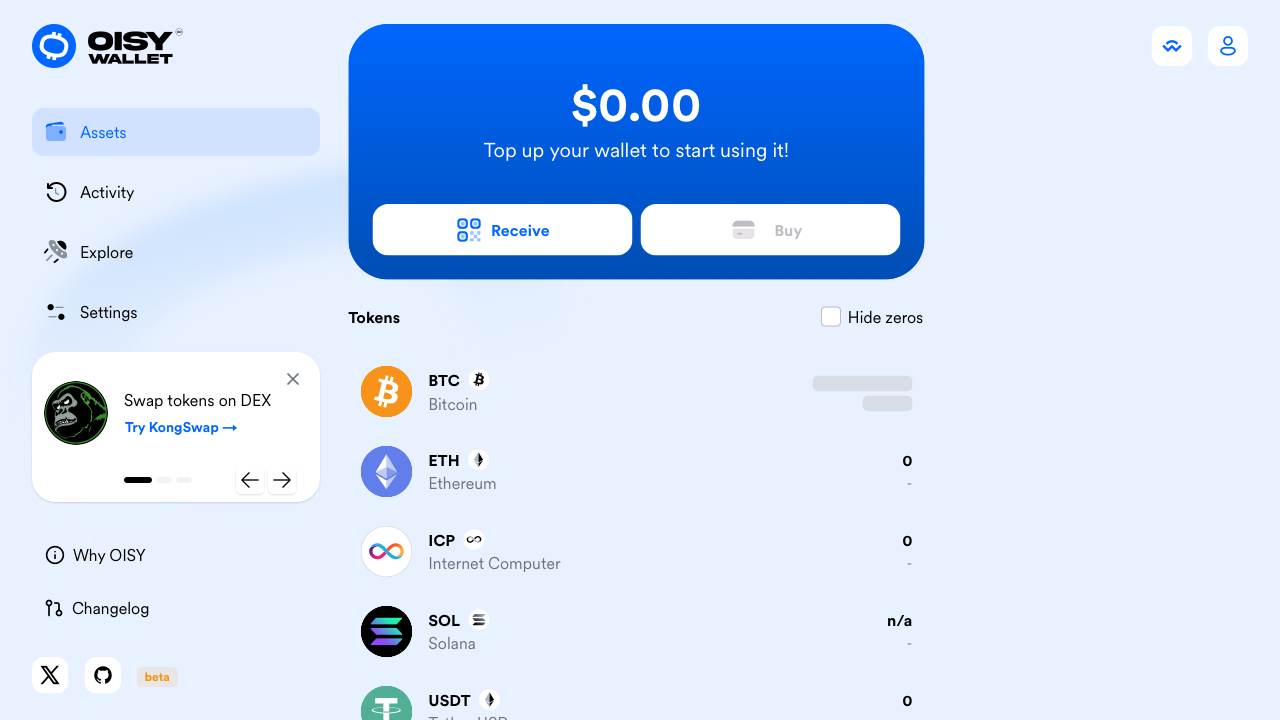 OISY
WALLET
Assets
Activity
Explore
Settings
Swap tokens on DEX
Try KongSwap →
Why OISY
Changelog
beta
$0.00
Top up your wallet to start using it!
Receive
Buy
Tokens
Hide zeros
BTC
Bitcoin
ETH
0
Ethereum
-
ICP
0
Internet Computer
-
SOL
n/a
Solana
-
USDT
0
Tether USD